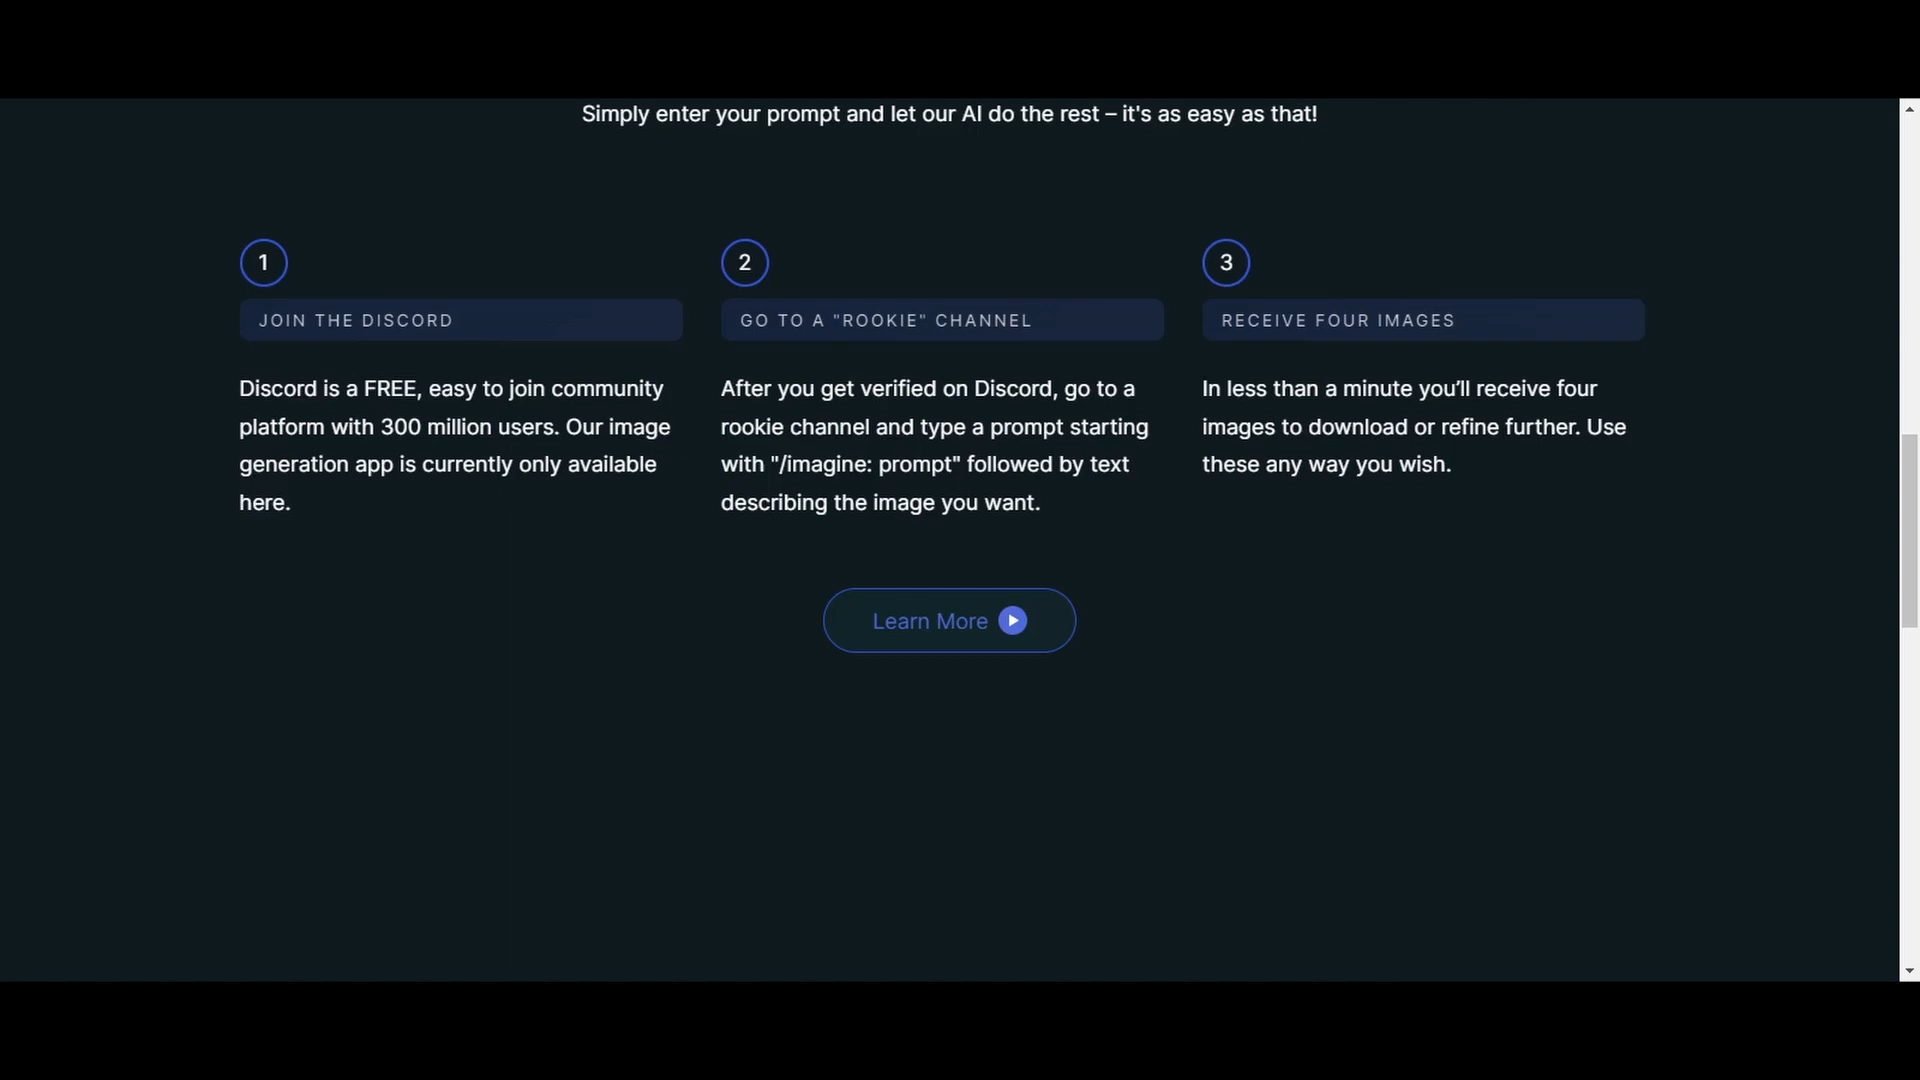 Simply enter your prompt and let our AI do the rest – it's as easy as that!
1
JOIN THE DISCORD
Discord is a FREE, easy to join community
platform with 300 million users. Our image
generation app is currently only available
here.
2
GO TO A "ROOKIE" CHANNEL
After you get verified on Discord, go to a
rookie channel and type a prompt starting
with "/imagine: prompt" followed by text
describing the image you want.
3
RECEIVE FOUR IMAGES
In less than a minute you’ll receive four
images to download or refine further. Use
these any way you wish.
Learn More